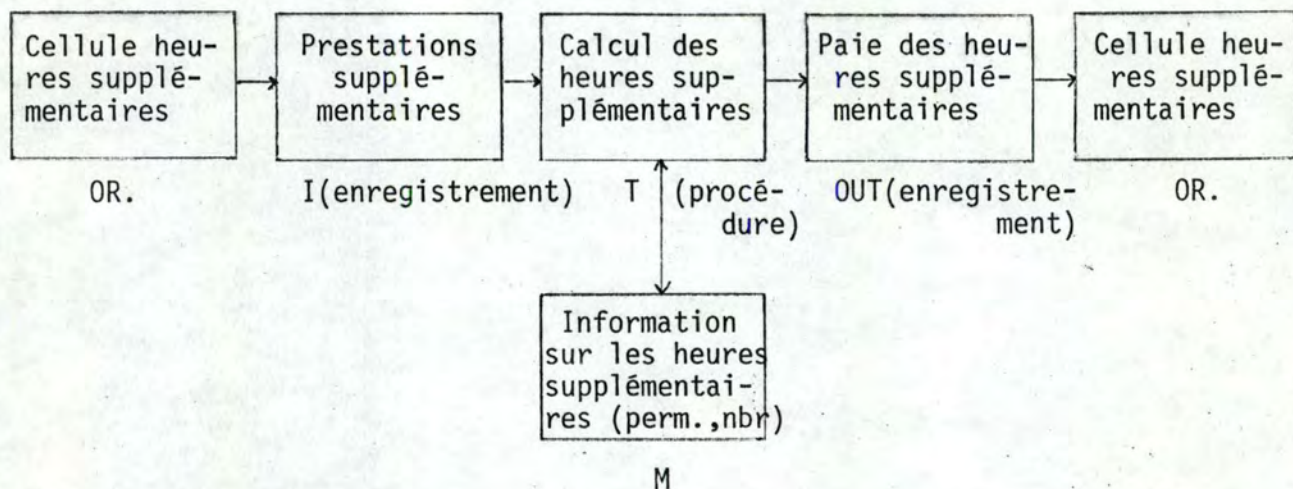 Cellule heu-
res supplé-
mentaires
Prestations
supplé-
mentaires
Calcul des
heures sup-
plémentaires
Paie des heu-
res supplé-
mentaires
Cellule heu-
res supplé-
mentaires
OR.
I(enregistrement)
T (procé-
dure)
OUT(enregistre-
ment)
OR.
Information
sur les heures
supplémentai-
res (perm.,nbr)
M